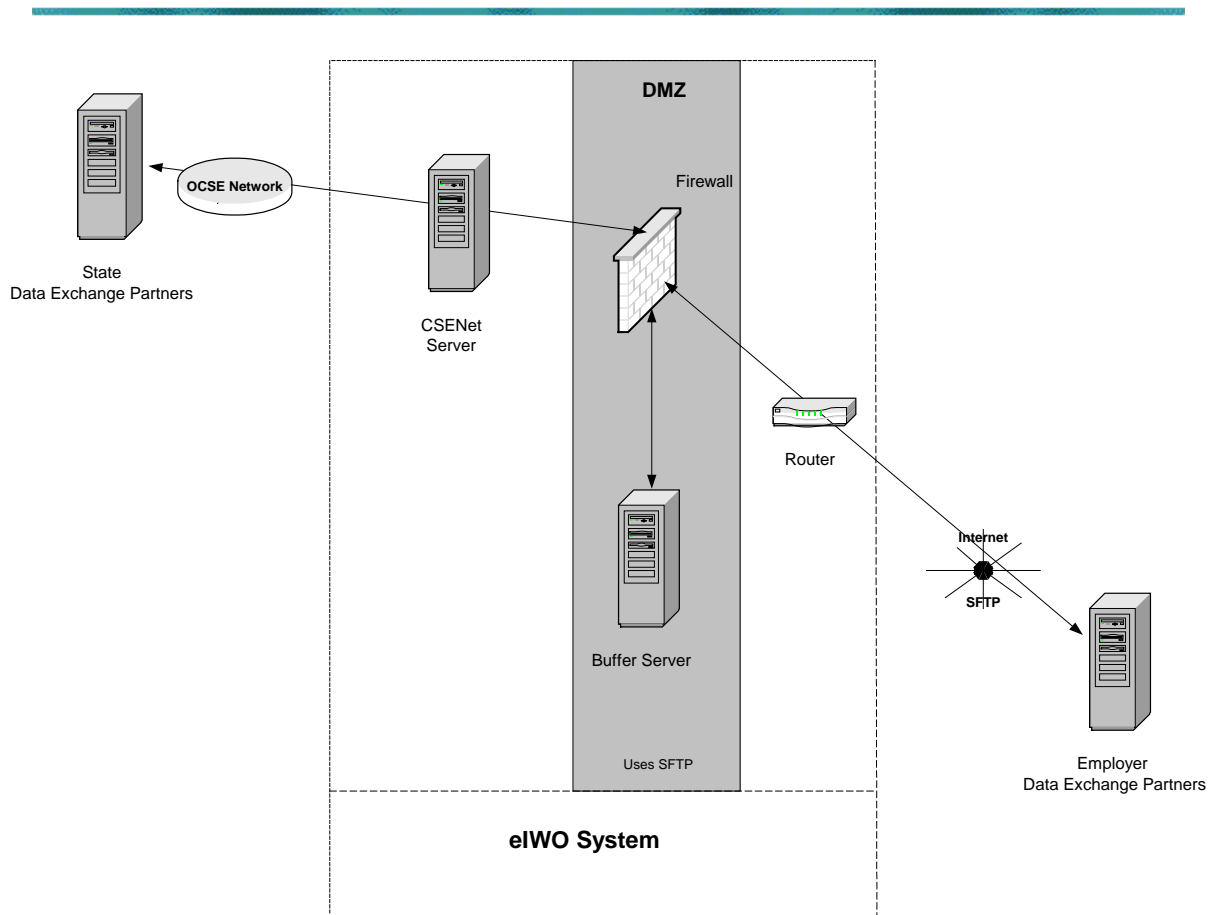 DMZ
Firewall
OCSE Network
State
Data Exchange Partners
CSENet
Server
Router
Internet
SFTP
Buffer Server
Uses SFTP
Employer
Data Exchange Partners
eIWO System